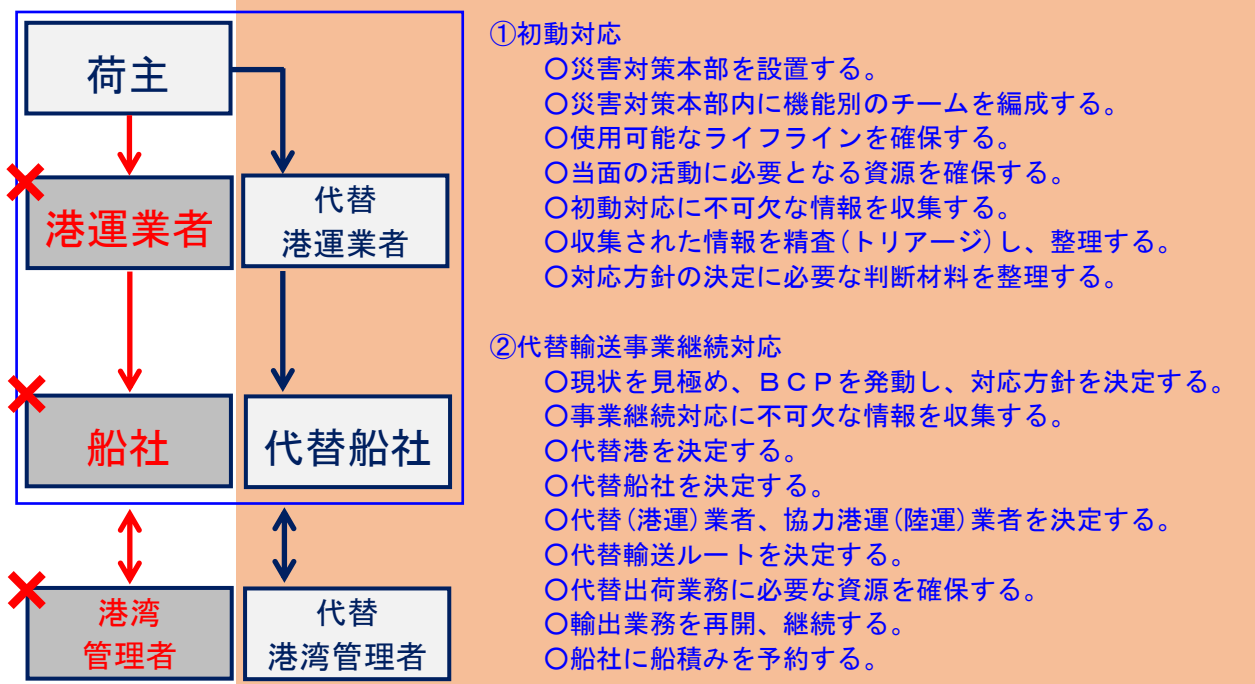 荷主
港運業者
代替
港運業者
船社
代替船社
港湾
管理者
代替
港湾管理者
①初動対応
〇災害対策本部を設置する。
〇災害対策本部内に機能別のチームを編成する。
〇使用可能なライフラインを確保する。
〇当面の活動に必要となる資源を確保する。
〇初動対応に不可欠な情報を収集する。
〇収集された情報を精査(トリアージ)し、整理する。
〇対応方針の決定に必要な判断材料を整理する。
②代替輸送事業継続対応
〇現状を見極め、ＢＣＰを発動し、対応方針を決定する。
〇事業継続対応に不可欠な情報を収集する。
〇代替港を決定する。
〇代替船社を決定する。
〇代替(港運)業者、協力港運(陸運)業者を決定する。
〇代替輸送ルートを決定する。
〇代替出荷業務に必要な資源を確保する。
〇輸出業務を再開、継続する。
〇船社に船積みを予約する。